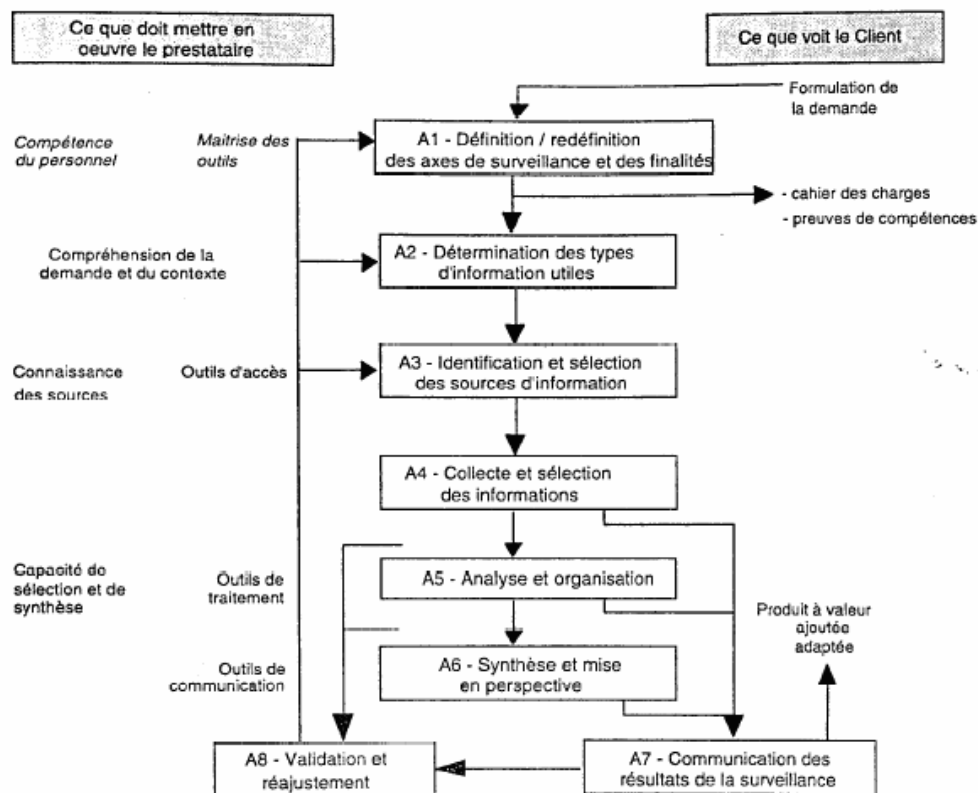 Ce que doit mettre en
oeuvre le prestataire
Ce que voit le Client
Formulation de
la demande
Compétence
du personnel
Maitrise des
outils
A1 - Définition / redéfinition
des axes de surveillance et des finalités
- cahier des charges
- preuves de compétences
Compréhension de la
demande et du contexte
A2 - Détermination des types
d'information utiles
Connaissance
des sources
Outils d'accès
A3 - Identification et sélection
des sources d'information
A4 - Collecte et sélection
des informations
Capacité de
sélection et de
synthèse
Outils de
traitement
A5 - Analyse et organisation
Produit à valeur
ajoutée
adaptée
Outils de
communication
A6 - Synthèse et mise
en perspective
A8 - Validation et
réajustement
A7 - Communication des
résultats de la surveillance